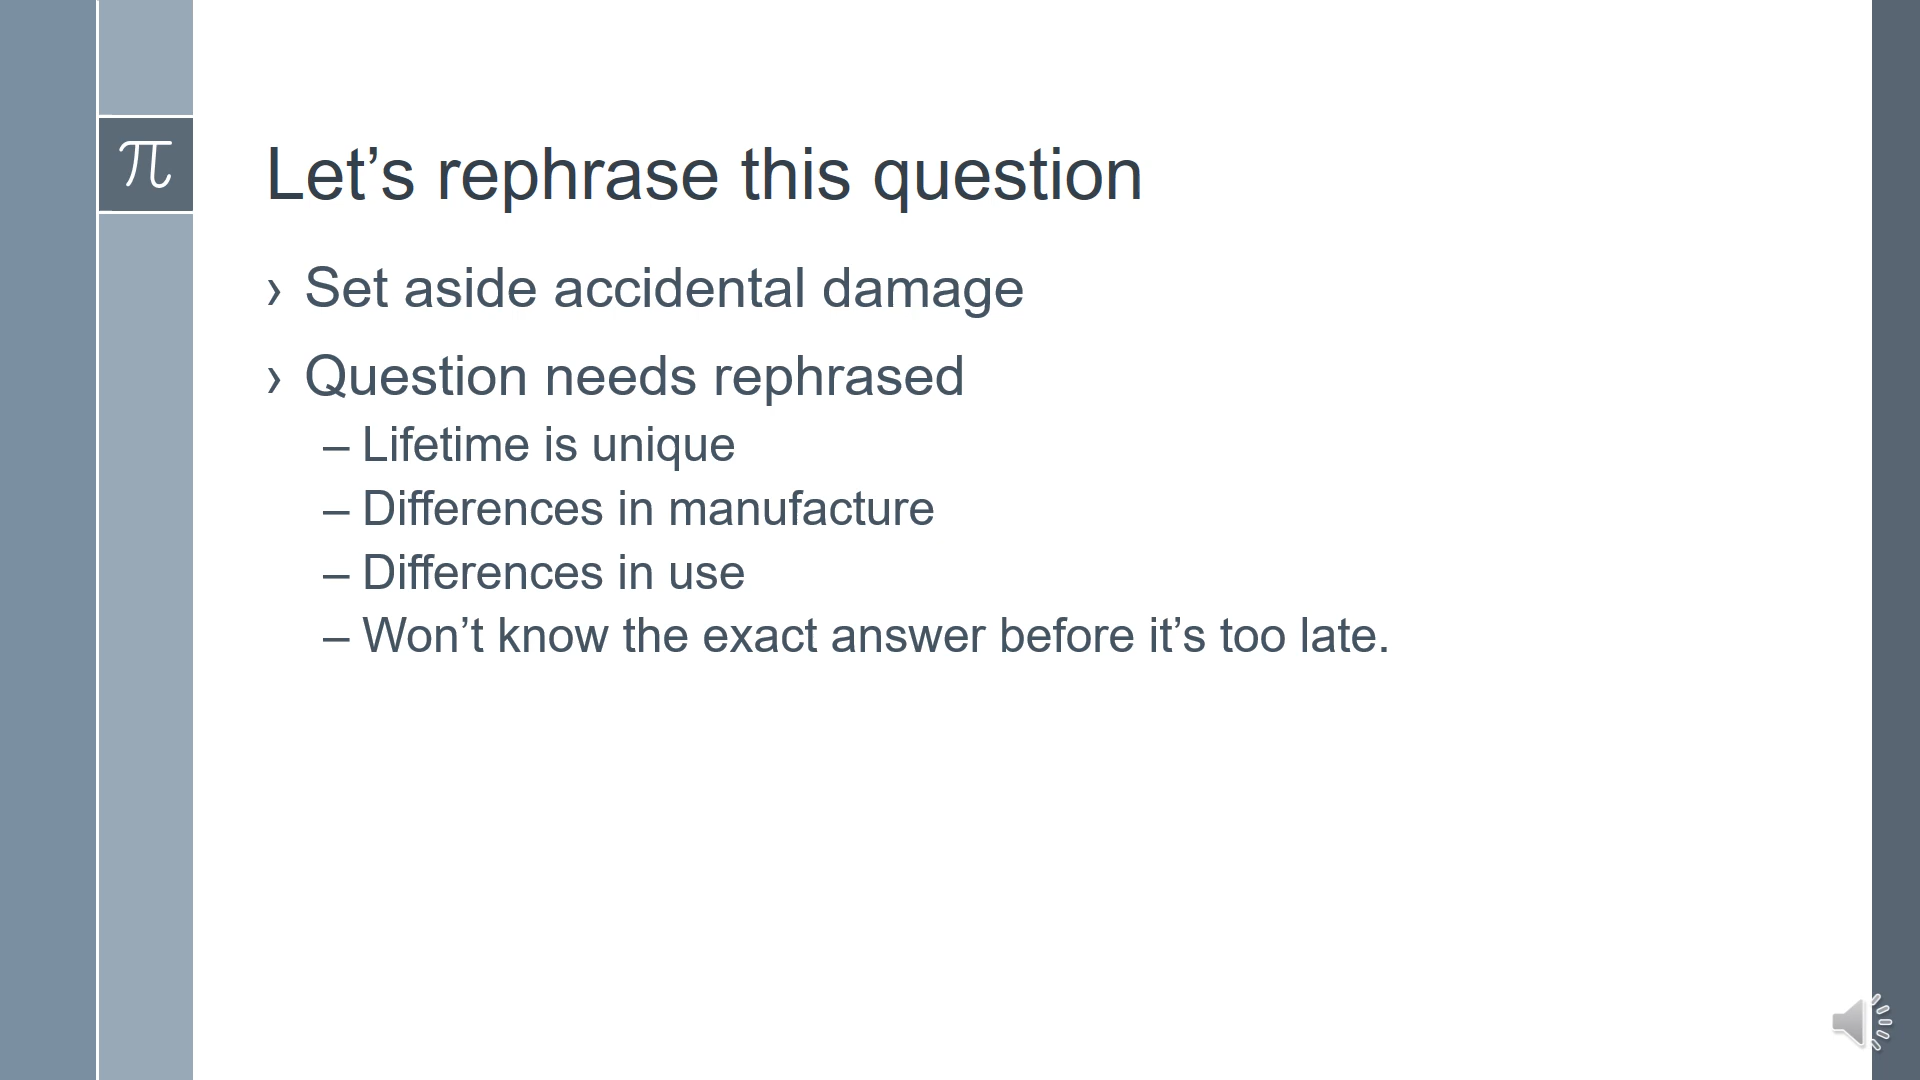 π
Let’s rephrase this question
› Set aside accidental damage
› Question needs rephrased
– Lifetime is unique
– Differences in manufacture
– Differences in use
– Won’t know the exact answer before it’s too late.